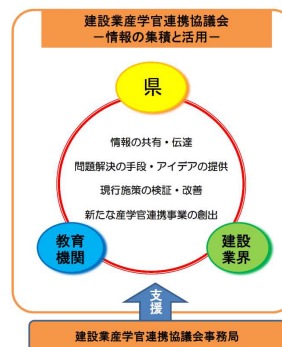 建設業産学官連携協議会
－情報の集積と活用－
県
情報の共有・伝達
問題解決の手段・アイデアの提供
現行施策の検証・改善
新たな産学官連携事業の創出
教育
機関
建設
業界
支援
建設業産学官連携協議会事務局